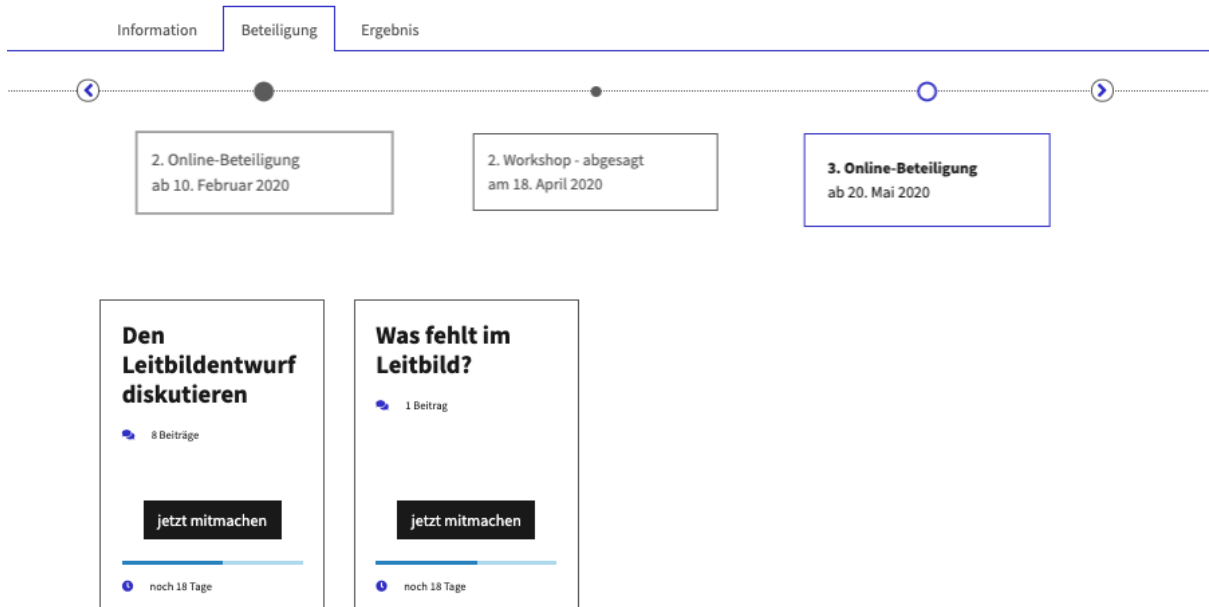 Information Beteiligung Ergebnis
2. Online-Beteiligung
ab 10. Februar 2020
2. Workshop - abgesagt
am 18. April 2020
3. Online-Beteiligung
ab 20. Mai 2020
Den
Leitbildentwurf
diskutieren
8 Beiträge
jetzt mitmachen
noch 18 Tage
Was fehlt im
Leitbild?
1 Beitrag
jetzt mitmachen
noch 18 Tage